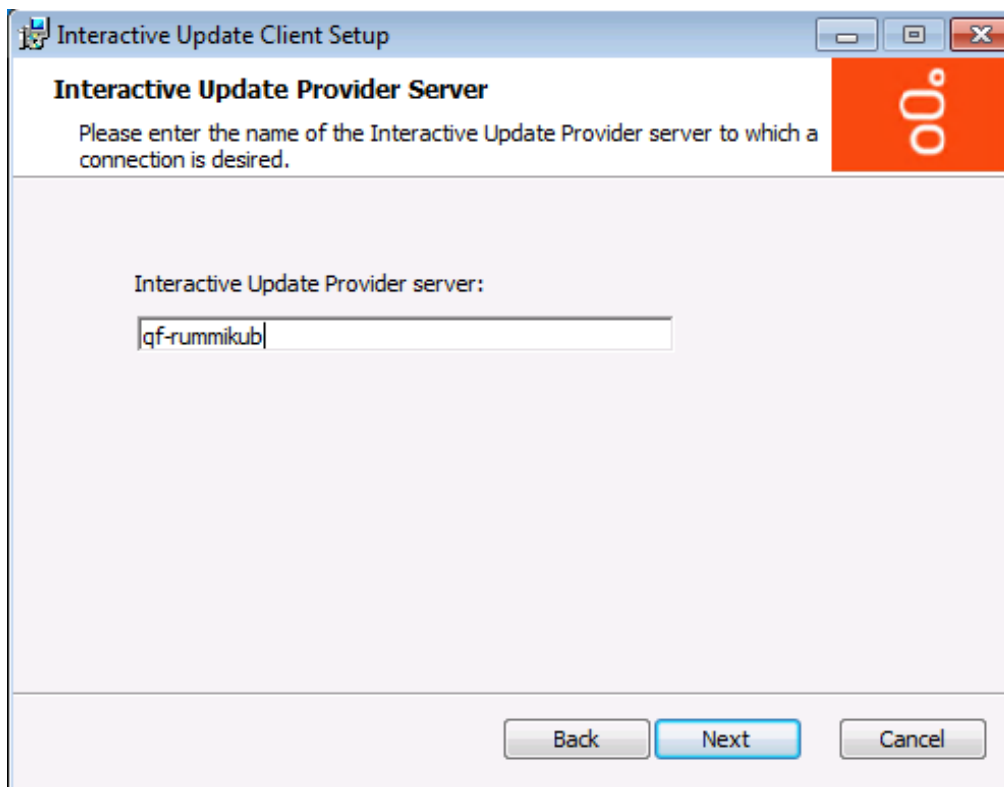 Interactive Update Client Setup
Interactive Update Provider Server
Please enter the name of the Interactive Update Provider server to which a
connection is desired.
Interactive Update Provider server:
qf-rummikub
Back Next Cancel